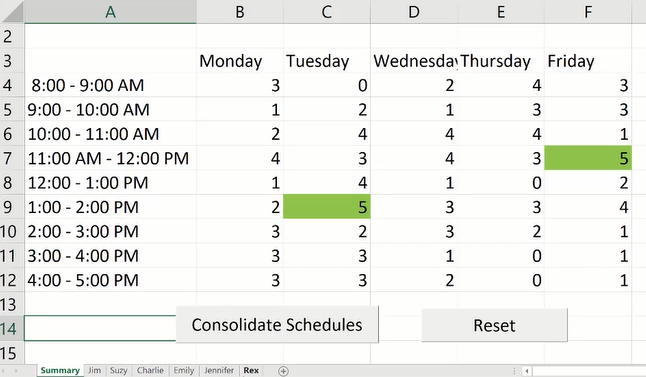 A B C D E F
2
3 Monday Tuesday Wednesda Thursday Friday
4 8:00 - 9:00 AM 3 0 2 4 3
5 9:00 - 10:00 AM 1 2 1 3 3
6 10:00 - 11:00 AM 2 4 4 4 1
7 11:00 AM - 12:00 PM 4 3 4 3 5
8 12:00 - 1:00 PM 1 4 1 0 2
9 1:00 - 2:00 PM 2 5 3 3 4
10 2:00 - 3:00 PM 3 2 3 2 1
11 3:00 - 4:00 PM 3 3 1 0 1
12 4:00 - 5:00 PM 3 3 2 0 1
13
14 Consolidate Schedules Reset
15
Summary Jim Suzy Charlie Emily Jennifer Rex